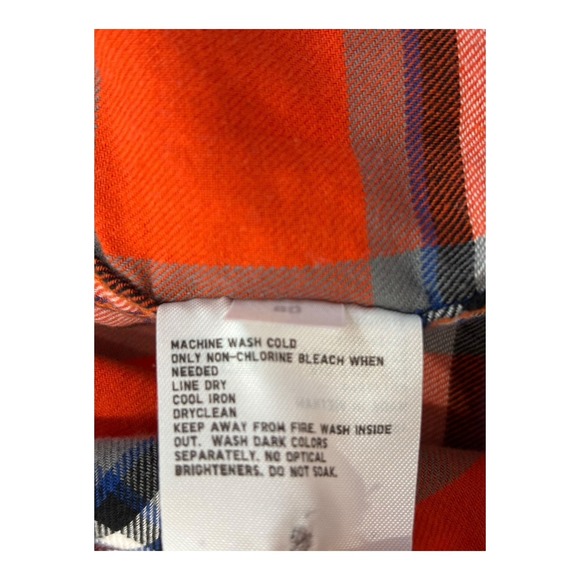 MACHINE WASH COLD
ONLY NON-CHLORINE BLEACH WHEN
NEEDED
LINE DRY
COOL IRON
DRYCLEAN
KEEP AWAY FROM FIRE. WASH INSIDE
OUT. WASH DARK COLORS
SEPARATELY. NO OPTICAL
BRIGHTENERS. DO NOT SOAK.